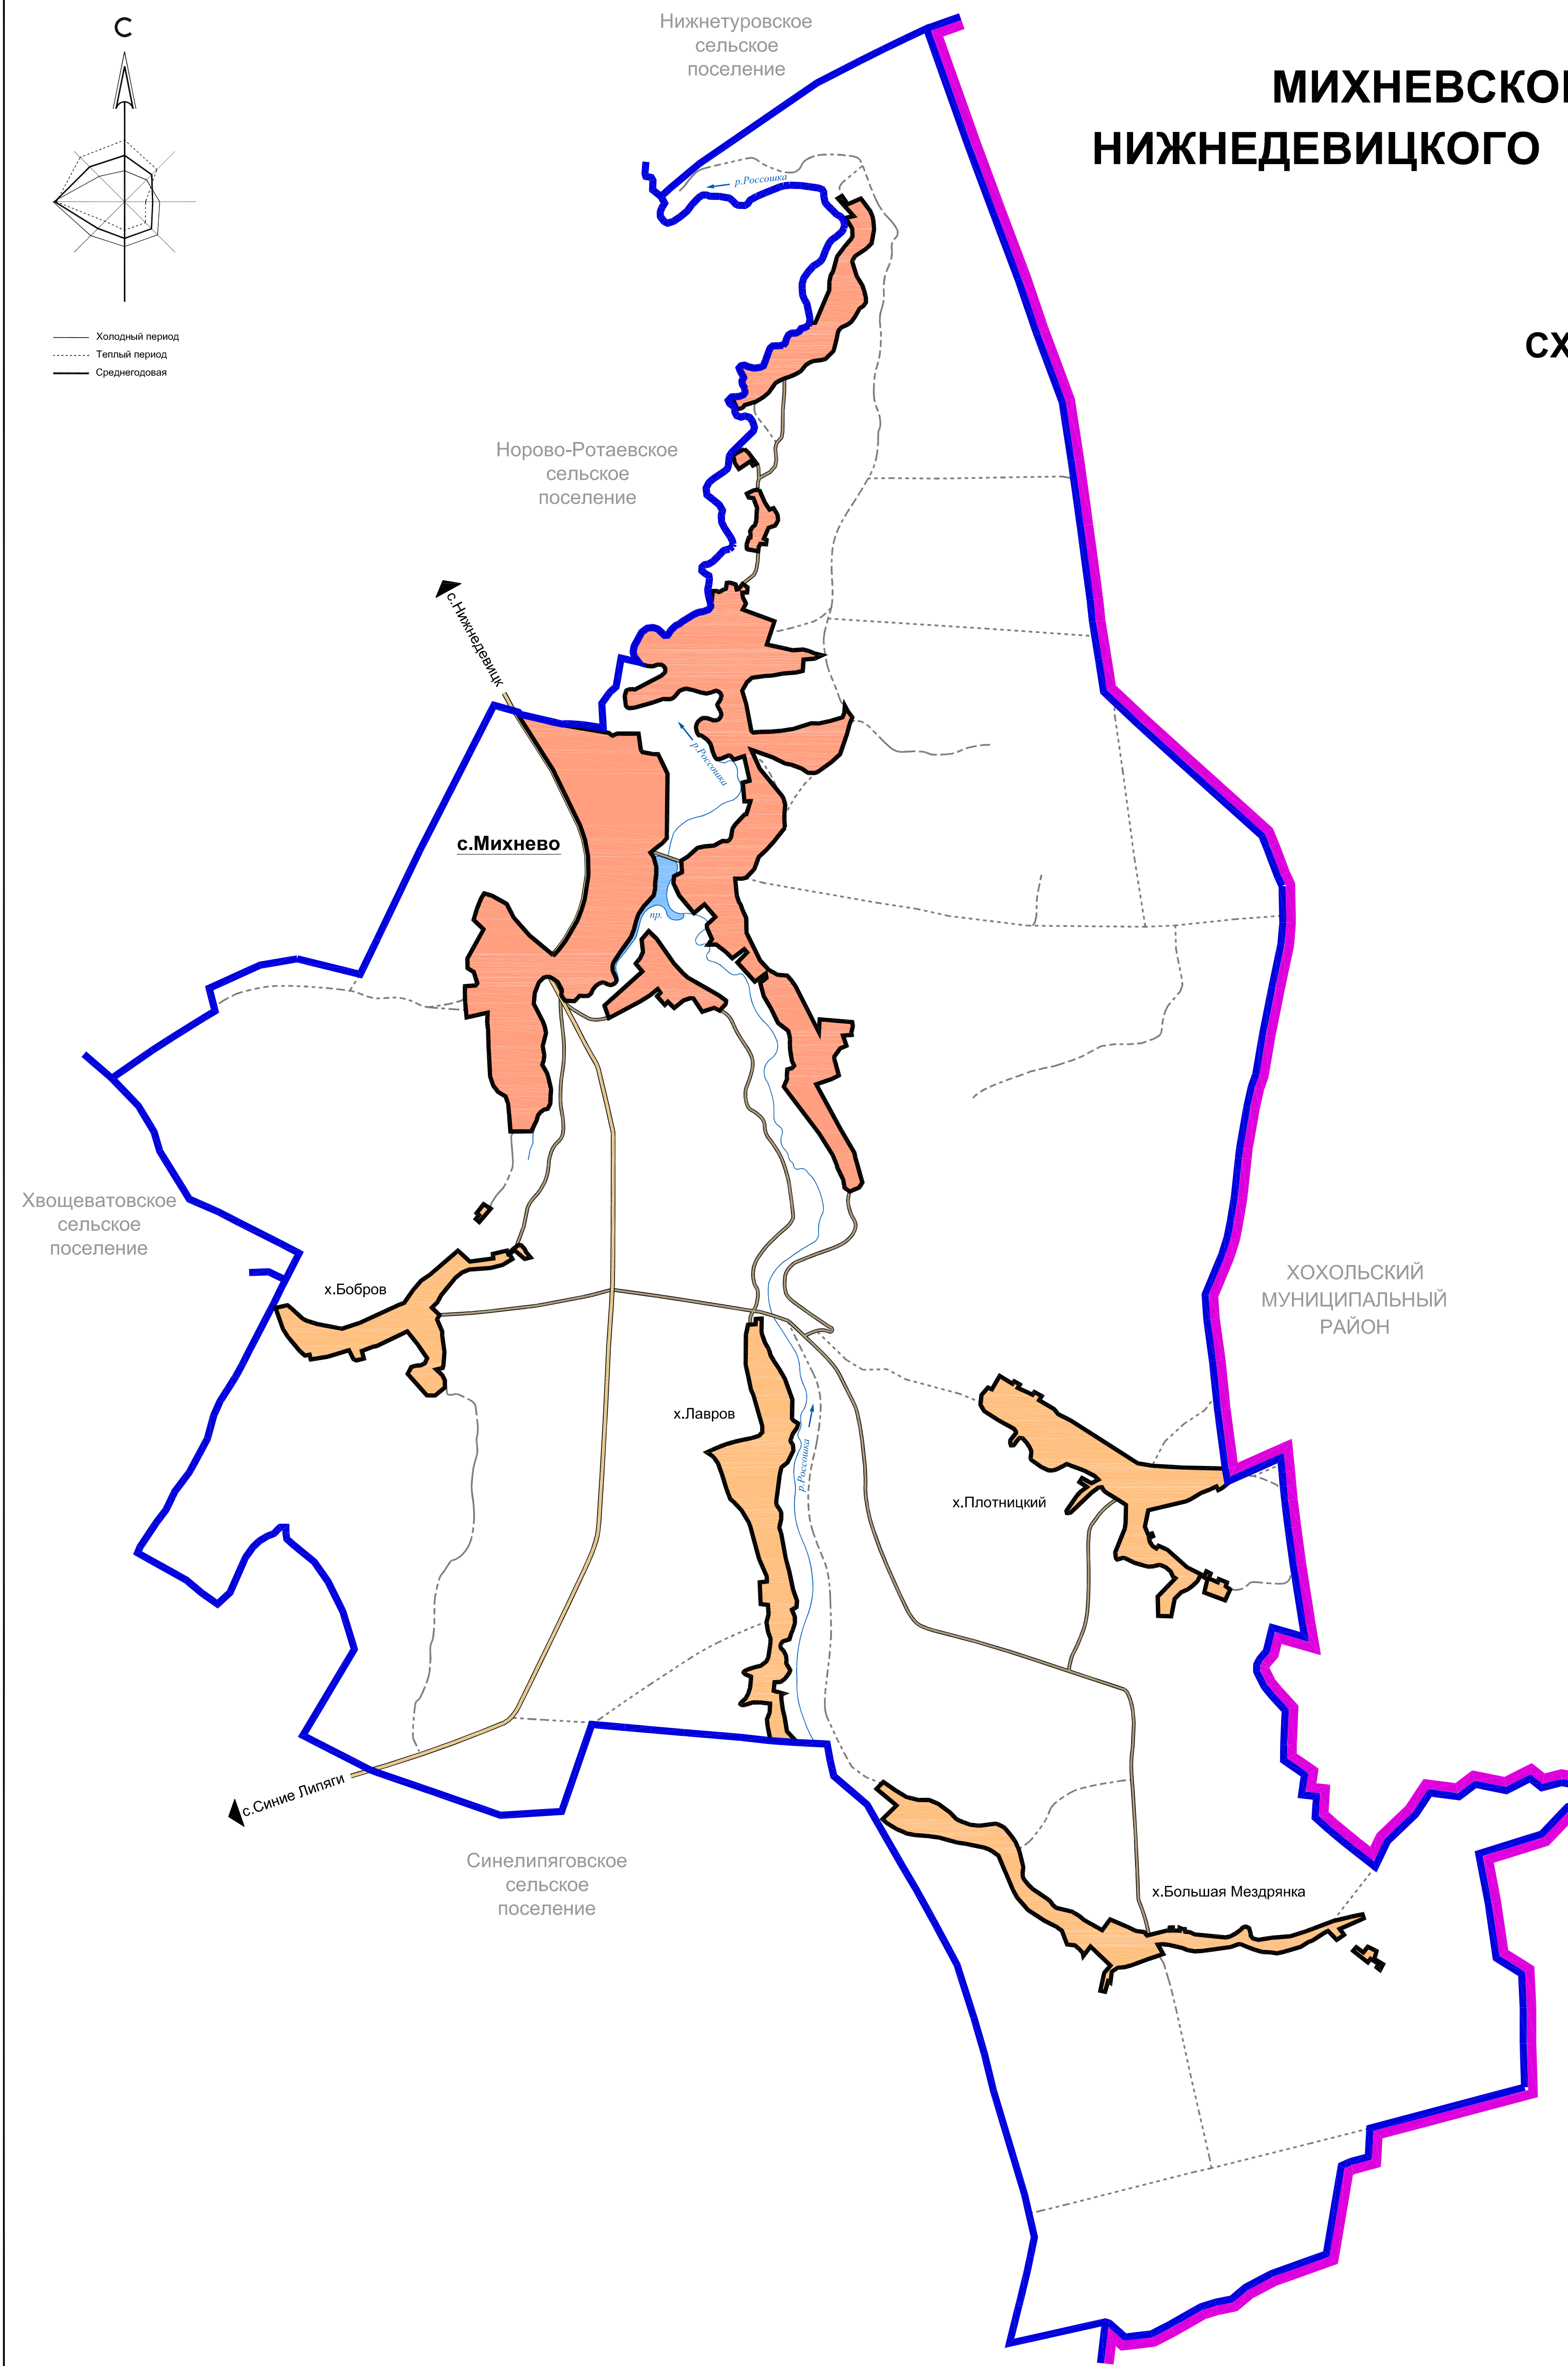 С
Нижнетуровское
сельское
поселение
МИХНЕВСКО
НИЖНЕДЕВИЦКОГО
СХ
Холодный период
Теплый период
Среднегодовая
р.Россошка
Норово-Ротаевское
сельское
поселение
с.Нижнедевицк
р.Россошка
с.Михнево
пр.
Хвощеватовское
сельское
поселение
х.Бобров
ХОХОЛЬСКИЙ
МУНИЦИПАЛЬНЫЙ
РАЙОН
х.Лавров
р.Россошка
х.Плотницкий
с.Синие Липяги
Синелипяговское
сельское
поселение
х.Большая Мездрянка